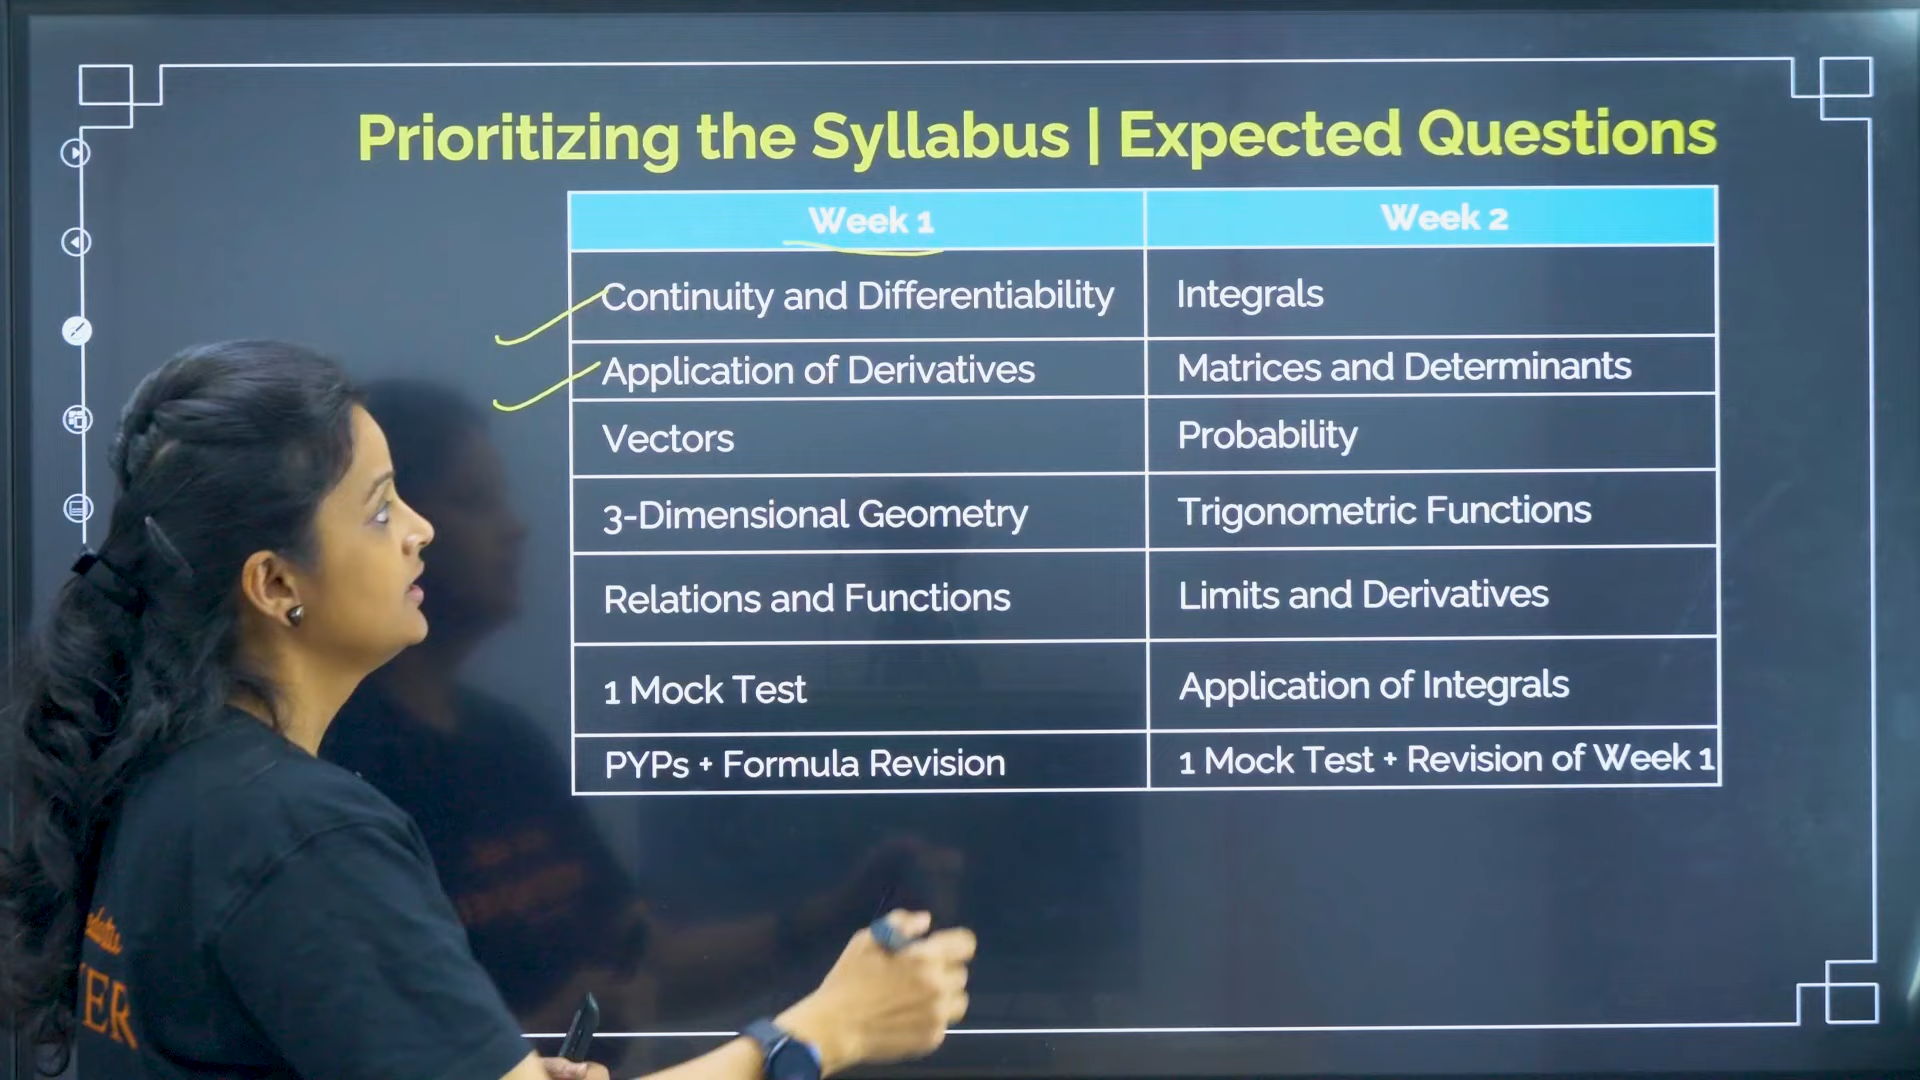 Prioritizing the Syllabus | Expected Questions
Week 1 Week 2
Continuity and Differentiability Integrals
Application of Derivatives Matrices and Determinants
Vectors Probability
3-Dimensional Geometry Trigonometric Functions
Relations and Functions Limits and Derivatives
1 Mock Test Application of Integrals
PYPs + Formula Revision 1 Mock Test + Revision of Week 1
ER